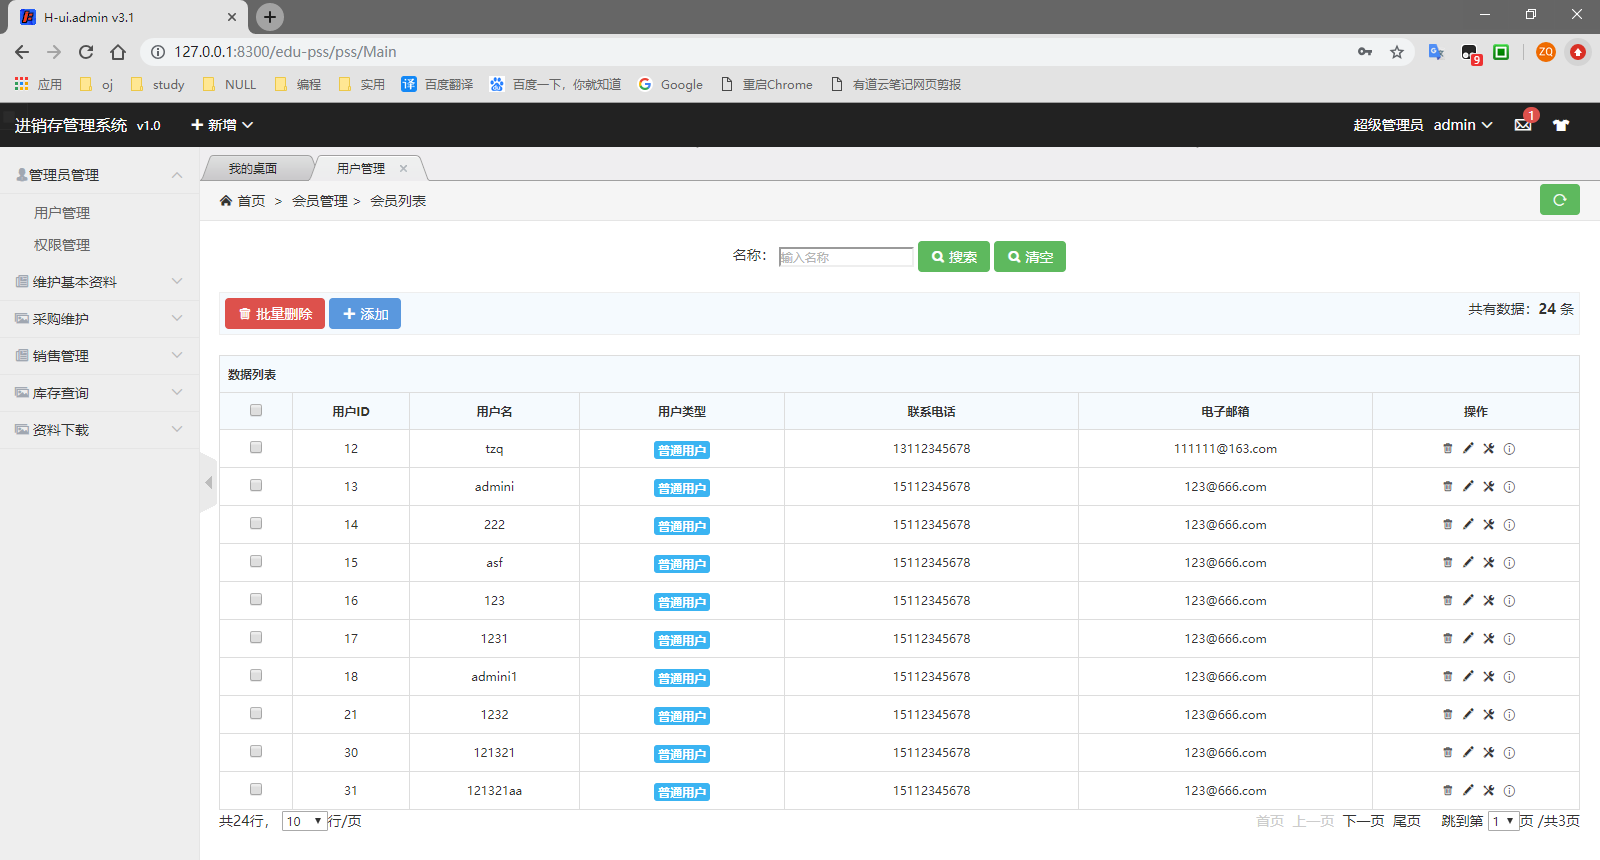 H-ui.admin v3.1
127.0.0.1:8300/edu-pss/pss/Main
9 ZQ
应用 oj study NULL 编程 实用 译 百度翻译 百度一下，你就知道 Google 重启Chrome 有道云笔记网页剪报
进销存管理系统 v1.0 新增 超级管理员 admin 1
管理员管理
用户管理
权限管理
维护基本资料
采购维护
销售管理
库存查询
资料下载
我的桌面 用户管理
首页 > 会员管理 > 会员列表
名称： 输入名称 搜索 清空
批量删除 添加 共有数据：24 条
数据列表
用户ID 用户名 用户类型 联系电话 电子邮箱 操作
12 tzq 普通用户 13112345678 111111@163.com
13 admini 普通用户 15112345678 123@666.com
14 222 普通用户 15112345678 123@666.com
15 asf 普通用户 15112345678 123@666.com
16 123 普通用户 15112345678 123@666.com
17 1231 普通用户 15112345678 123@666.com
18 admini1 普通用户 15112345678 123@666.com
21 1232 普通用户 15112345678 123@666.com
30 121321 普通用户 15112345678 123@666.com
31 121321aa 普通用户 15112345678 123@666.com
共24行， 10 行/页 首页 上一页 下一页 尾页 跳到第 1 页 /共3页